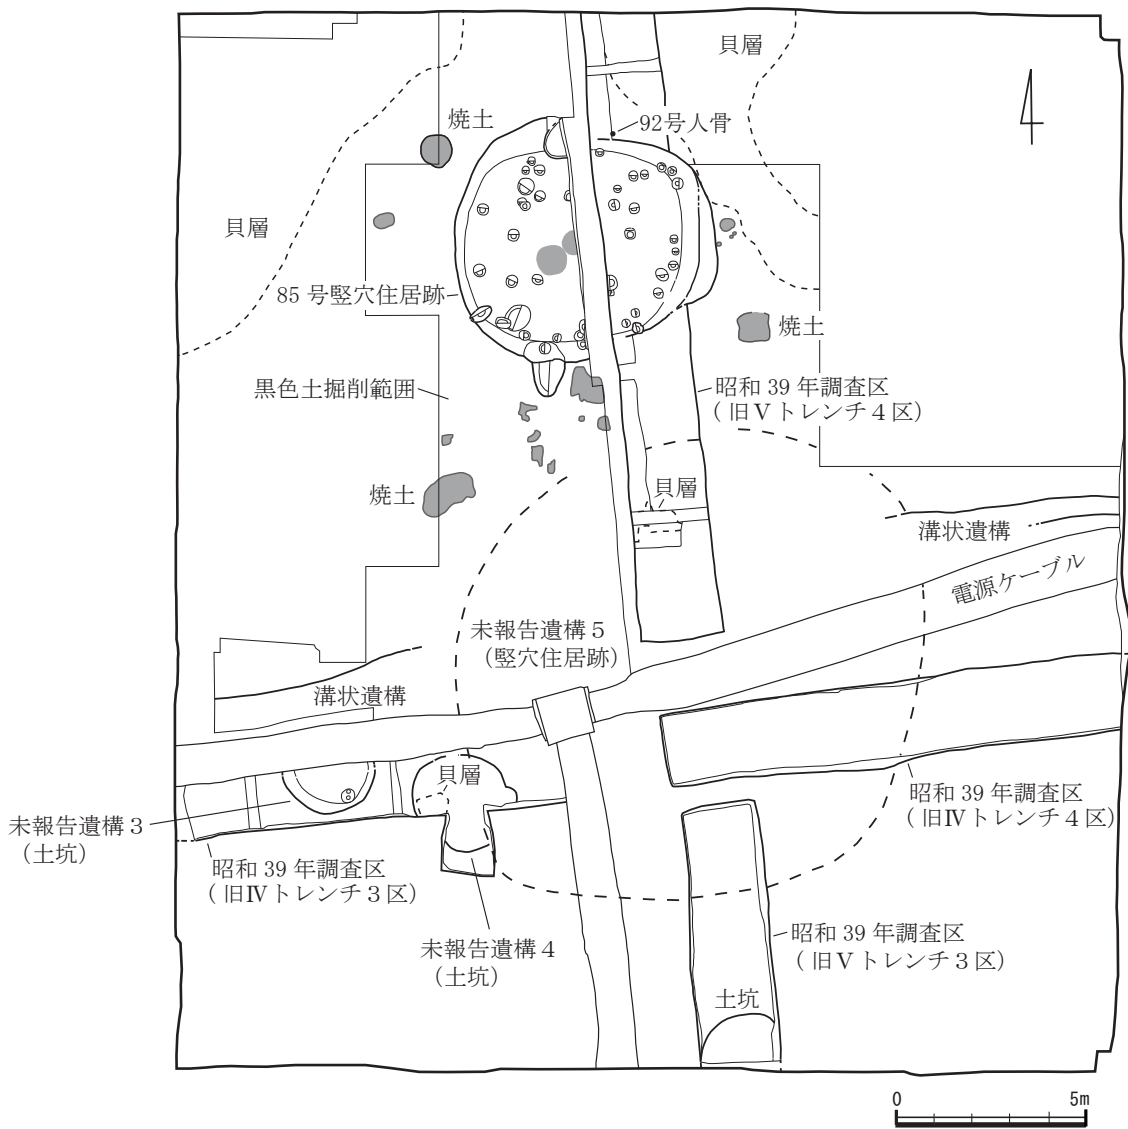 貝層
焼土
92号人骨
貝層
85 号竪穴住居跡
焼土
黒色土掘削範囲
昭和 39 年調査区
（旧Ⅴトレンチ４区）
焼土
貝層
溝状遺構
電源ケーブル
未報告遺構５
（竪穴住居跡）
溝状遺構
貝層
未報告遺構３
（土坑）
昭和 39 年調査区
（旧Ⅳトレンチ４区）
昭和 39 年調査区
（旧Ⅳトレンチ３区）
未報告遺構４
（土坑）
昭和 39 年調査区
（旧Ⅴトレンチ３区）
土坑
0 5m